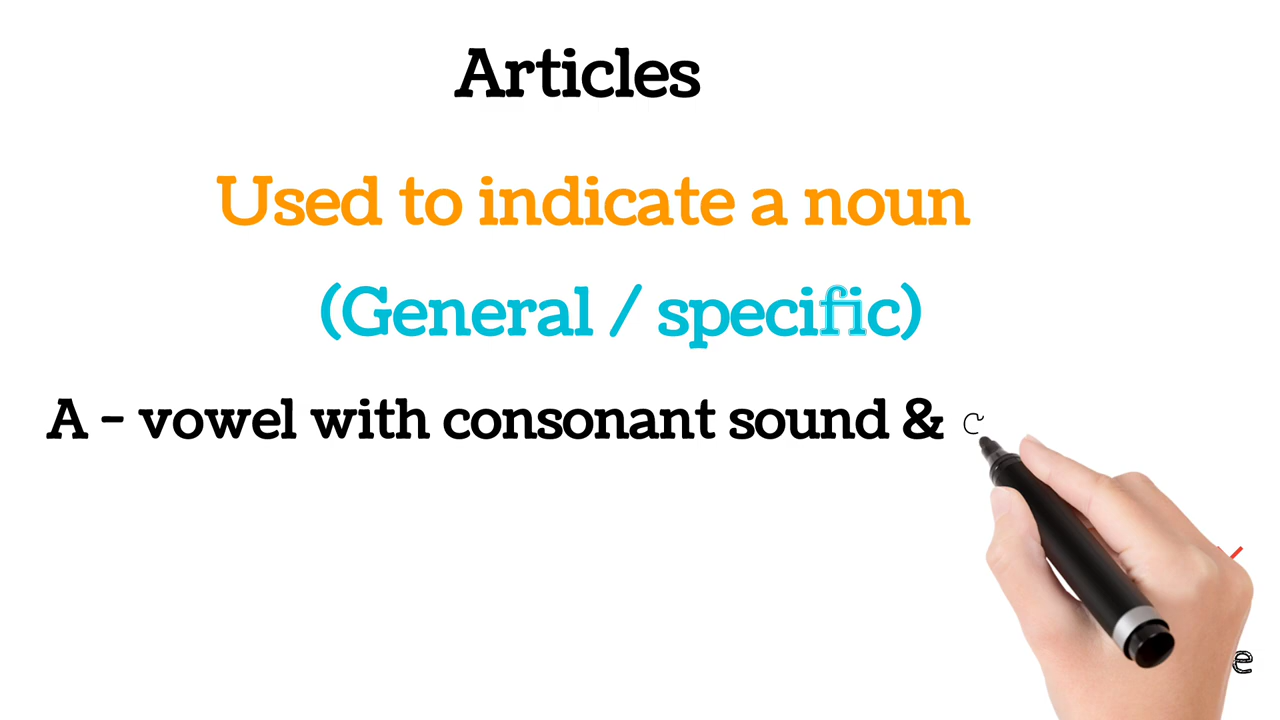 Articles
Used to indicate a noun
(General / specific)
A - vowel with consonant sound & c
e